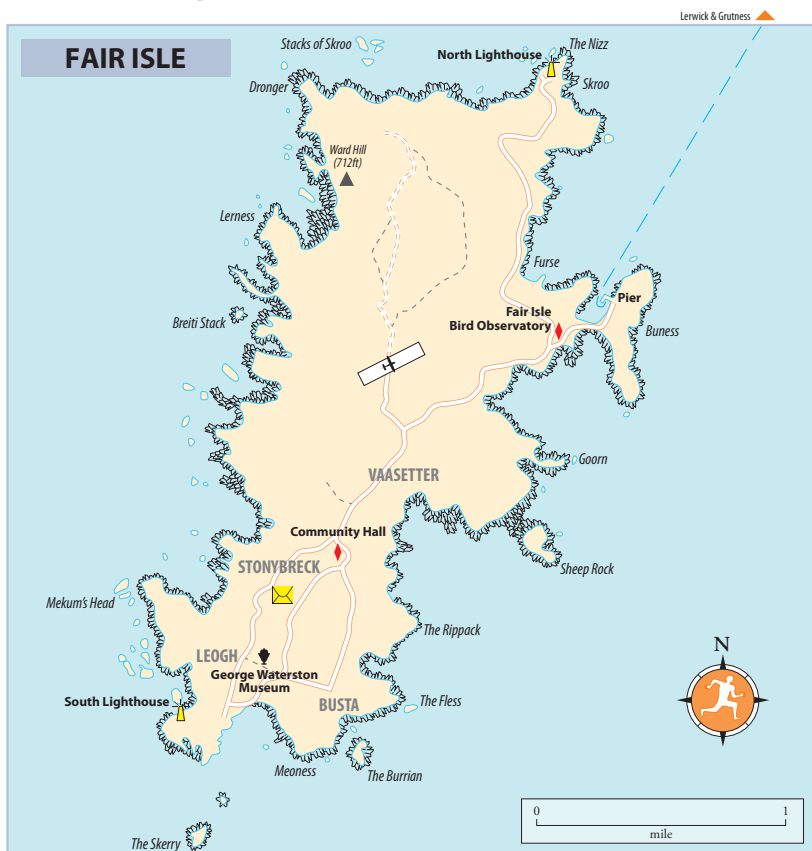 Lerwick & Grutness
FAIR ISLE
Stacks of Skroo
The Nizz
North Lighthouse
Skroo
Dronger
Ward Hill
(712ft)
Lerness
Furse
Pier
Fair Isle
Bird Observatory
Breiti Stack
Buness
VAASETTER
Goorn
Community Hall
STONYBRECK
Sheep Rock
Mekum's Head
The Rippack
LEOGH
N
George Waterston
Museum
South Lighthouse
BUSTA
The Fless
Meoness
The Burrian
0 1
mile
The Skerry